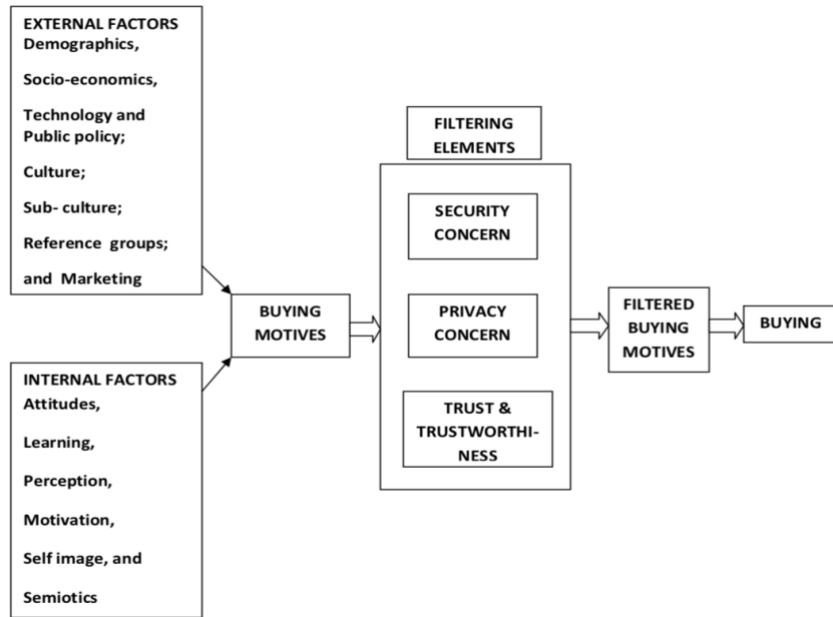 EXTERNAL FACTORS
Demographics,
Socio-economics,
Technology and
Public policy;
Culture;
Sub- culture;
Reference groups;
and Marketing
INTERNAL FACTORS
Attitudes,
Learning,
Perception,
Motivation,
Self image, and
Semiotics
BUYING
MOTIVES
FILTERING
ELEMENTS
SECURITY
CONCERN
PRIVACY
CONCERN
TRUST &
TRUSTWORTHI-
NESS
FILTERED
BUYING
MOTIVES
BUYING